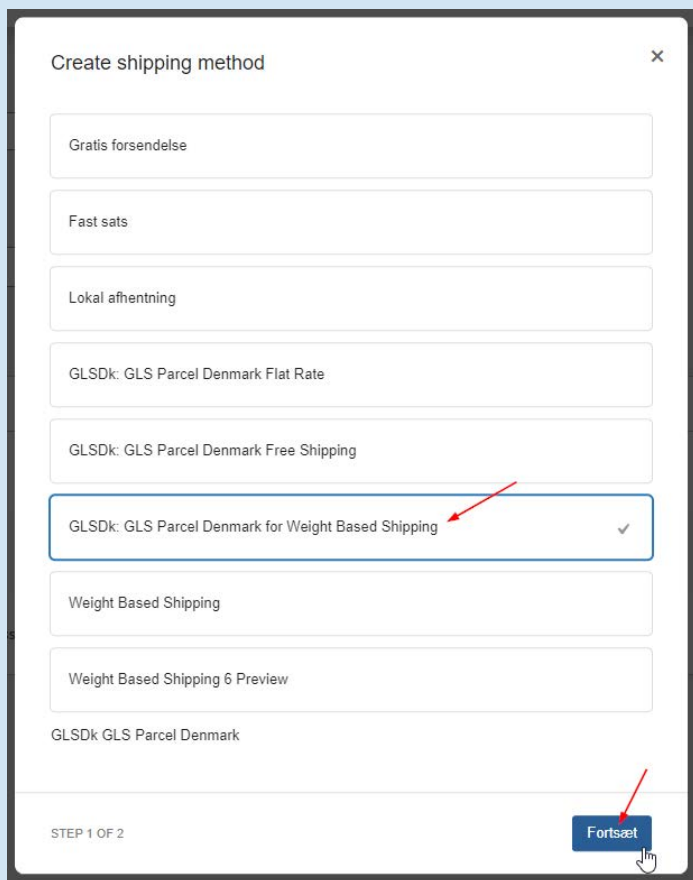 Create shipping method
Gratis forsendelse
Fast sats
Lokal afhentning
GLSDk: GLS Parcel Denmark Flat Rate
GLSDk: GLS Parcel Denmark Free Shipping
GLSDk: GLS Parcel Denmark for Weight Based Shipping
Weight Based Shipping
Weight Based Shipping 6 Preview
GLSDk GLS Parcel Denmark
STEP 1 OF 2
Fortsæt